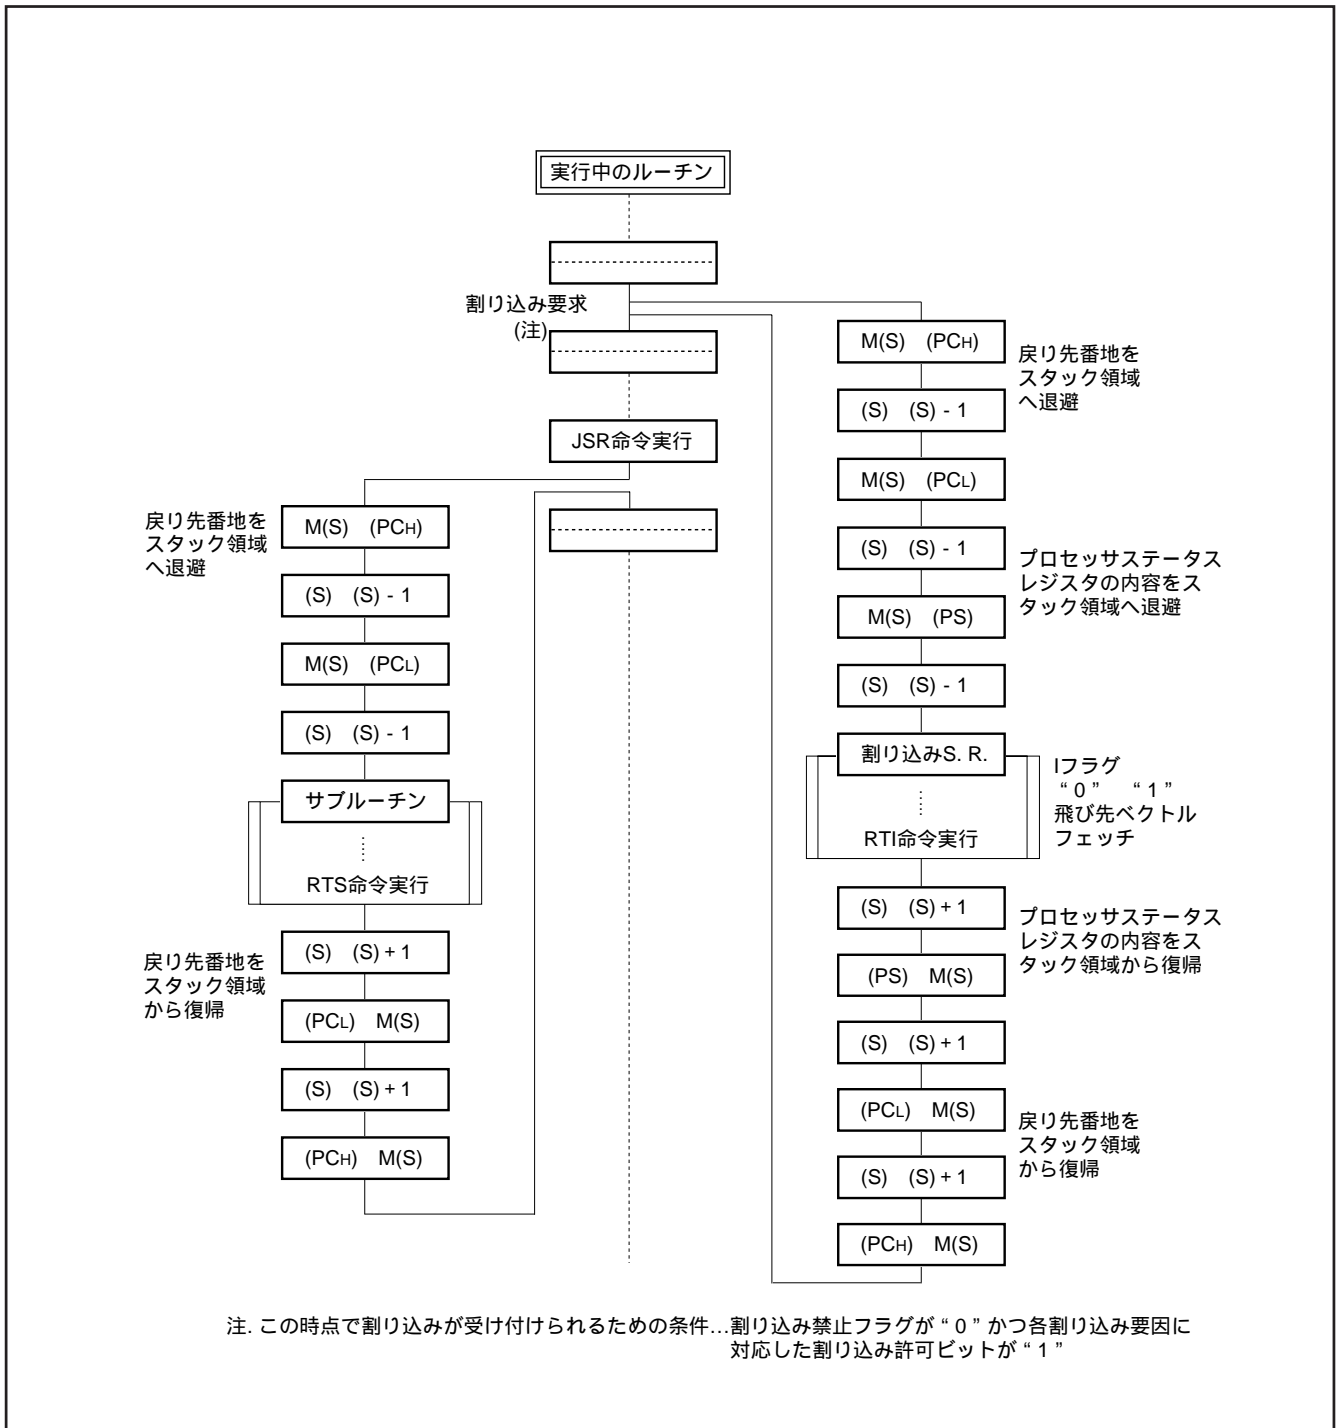 実行中のルーチン
割り込み要求
(注)
JSR命令実行
戻り先番地を
スタック領域
へ退避
M(S) (PCH)
(S) (S) - 1
M(S) (PCL)
(S) (S) - 1
サブルーチン
RTS命令実行
戻り先番地を
スタック領域
から復帰
(S) (S) + 1
(PCL) M(S)
(S) (S) + 1
(PCH) M(S)
M(S) (PCH)
戻り先番地を
スタック領域
へ退避
(S) (S) - 1
M(S) (PCL)
(S) (S) - 1
プロセッサステータス
レジスタの内容をス
タック領域へ退避
M(S) (PS)
(S) (S) - 1
割り込みS. R.
RTI命令実行
Iフラグ
“ 0 ” “ 1 ”
飛び先ベクトル
フェッチ
(S) (S) + 1
プロセッサステータス
レジスタの内容をス
タック領域から復帰
(PS) M(S)
(S) (S) + 1
(PCL) M(S)
戻り先番地を
スタック領域
から復帰
(S) (S) + 1
(PCH) M(S)
注. この時点で割り込みが受け付けられるための条件…割り込み禁止フラグが “ 0 ” かつ各割り込み要因に
対応した割り込み許可ビットが “ 1 ”